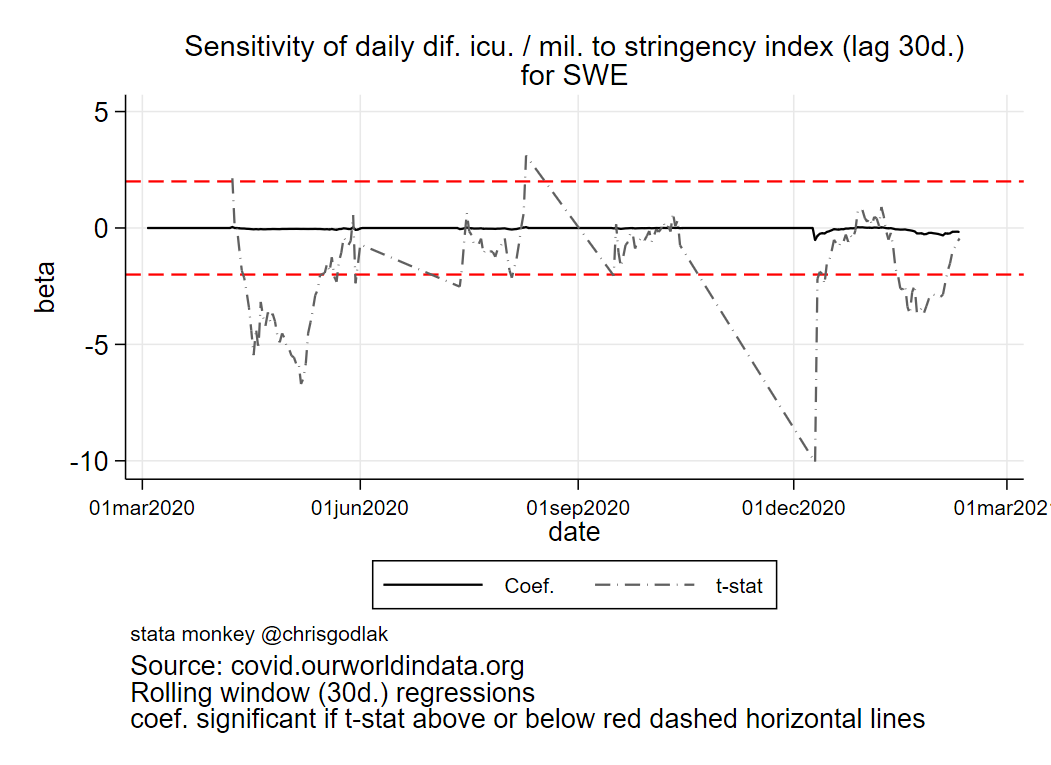 Sensitivity of daily dif. icu. / mil. to stringency index (lag 30d.)
for SWE
5
0
-5
-10
beta
01mar2020
01jun2020
01sep2020
01dec2020
01mar202
date
Coef.
t-stat
stata monkey @chrisgodlak
Source: covid.ourworldindata.org
Rolling window (30d.) regressions
coef. significant if t-stat above or below red dashed horizontal lines